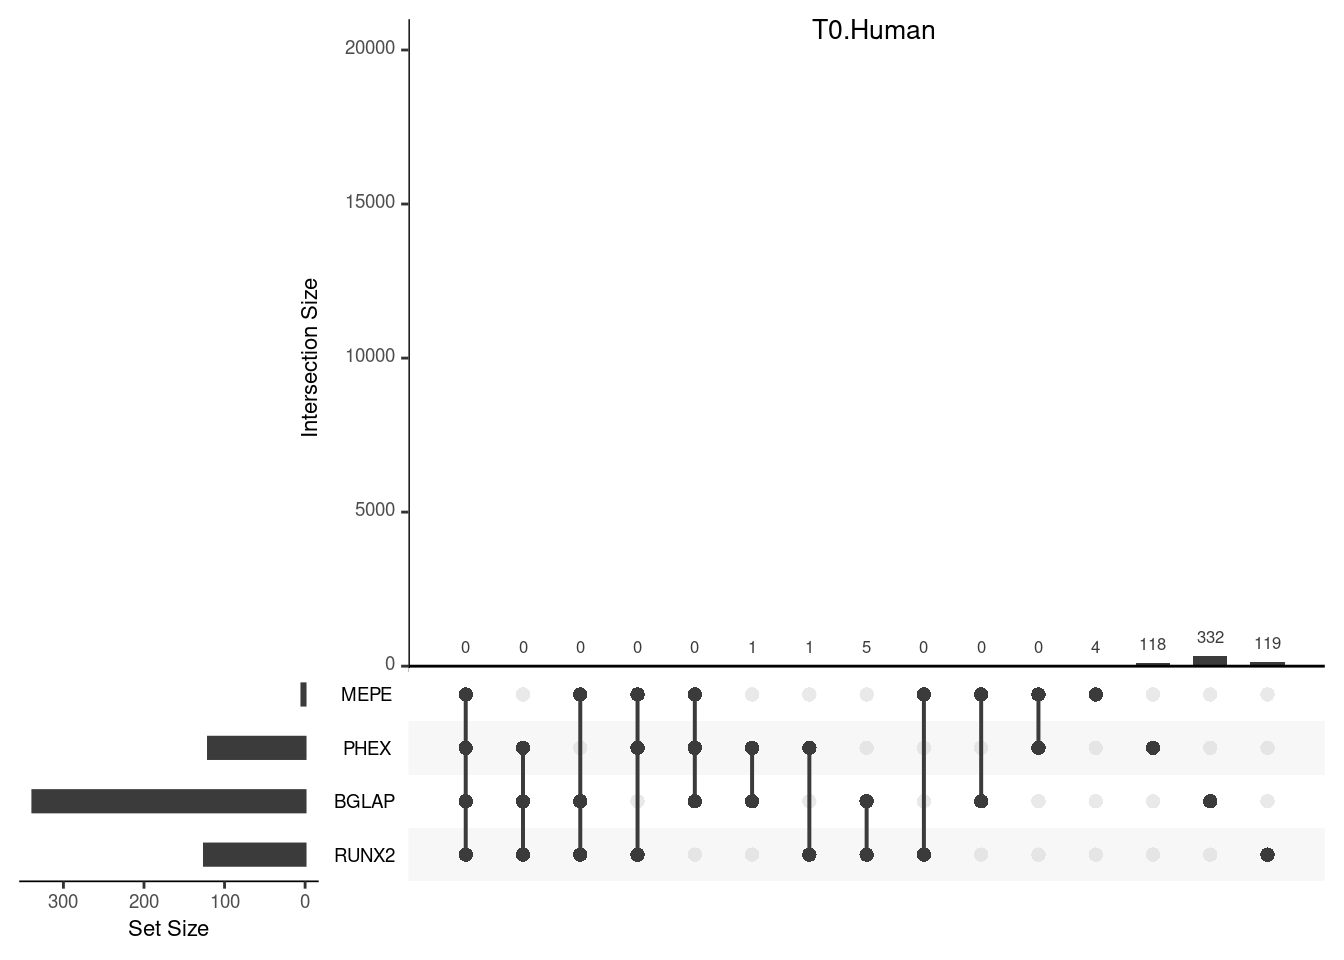 T0.Human
20000
15000
10000
5000
0
Intersection Size
0 0 0 0 0 1 1 5 0 0 0 4 118 332 119
MEPE
PHEX
BGLAP
RUNX2
300 200 100 0
Set Size